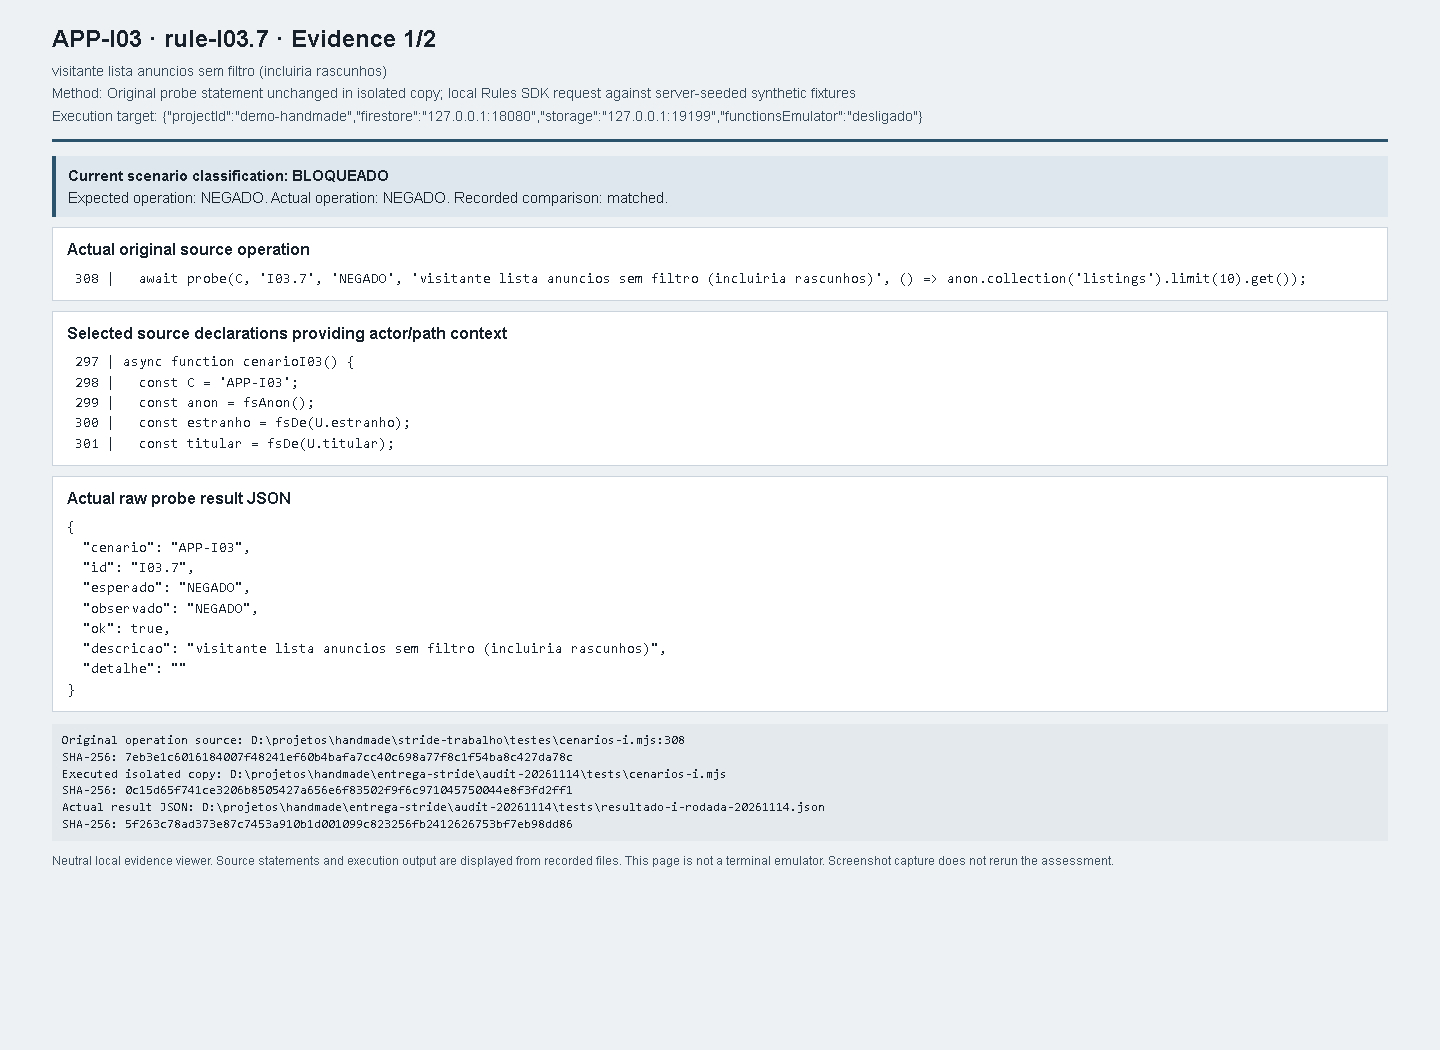 APP-I03 · rule-I03.7 · Evidence 1/2
visitante lista anuncios sem filtro (incluiria rascunhos)
Method: Original probe statement unchanged in isolated copy; local Rules SDK request against server-seeded synthetic fixtures
Execution target: {"projectId":"demo-handmade","firestore":"127.0.0.1:18080","storage":"127.0.0.1:19199","functionsEmulator":"desligado"}
Current scenario classification: BLOQUEADO
Expected operation: NEGADO. Actual operation: NEGADO. Recorded comparison: matched.
Actual original source operation
308 |   await probe(C, 'I03.7', 'NEGADO', 'visitante lista anuncios sem filtro (incluiria rascunhos)', () => anon.collection('listings').limit(10).get());
Selected source declarations providing actor/path context
297 | async function cenarioI03() {
298 |   const C = 'APP-I03';
299 |   const anon = fsAnon();
300 |   const estranho = fsDe(U.estranho);
301 |   const titular = fsDe(U.titular);
Actual raw probe result JSON
{
  "cenario": "APP-I03",
  "id": "I03.7",
  "esperado": "NEGADO",
  "observado": "NEGADO",
  "ok": true,
  "descricao": "visitante lista anuncios sem filtro (incluiria rascunhos)",
  "detalhe": ""
}
Original operation source: D:\projetos\handmade\stride-trabalho\testes\cenarios-i.mjs:308
SHA-256: 7eb3e1c6016184007f48241ef60b4bafa7cc40c698a77f8c1f54ba8c427da78c
Executed isolated copy: D:\projetos\handmade\entrega-stride\audit-20261114\tests\cenarios-i.mjs
SHA-256: 0c15d65f741ce3206b8505427a656e6f83502f9f6c971045750044e8f3fd2ff1
Actual result JSON: D:\projetos\handmade\entrega-stride\audit-20261114\tests\resultado-i-rodada-20261114.json
SHA-256: 5f263c78ad373e87c7453a910b1d001099c823256fb2412626753bf7eb98dd86
Neutral local evidence viewer. Source statements and execution output are displayed from recorded files. This page is not a terminal emulator. Screenshot capture does not rerun the assessment.